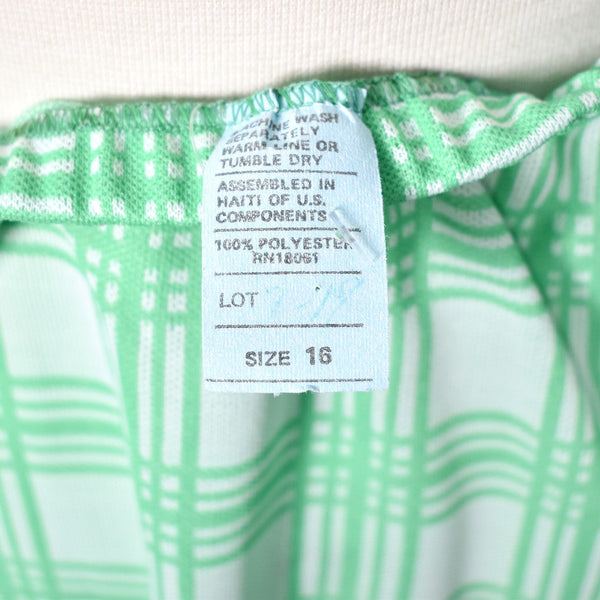 MACHINE WASH
SEPARATELY
WARM LINE OR
TUMBLE DRY
ASSEMBLED IN
HAITI OF U.S.
COMPONENTS
100% POLYESTER
RN18061
LOT
SIZE 16